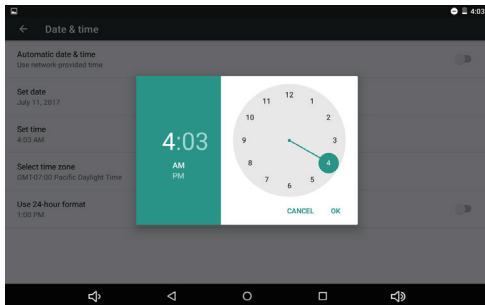 4:03
Date & time
Automatic date & time
Use network-provided time
Set date
July 11, 2017
Set time
4:03 AM
Select time zone
GMT-07:00 Pacific Daylight Time
Use 24-hour format
1:00 PM
4:03
AM
PM
12
1
2
3
4
5
6
7
8
9
10
11
CANCEL OK